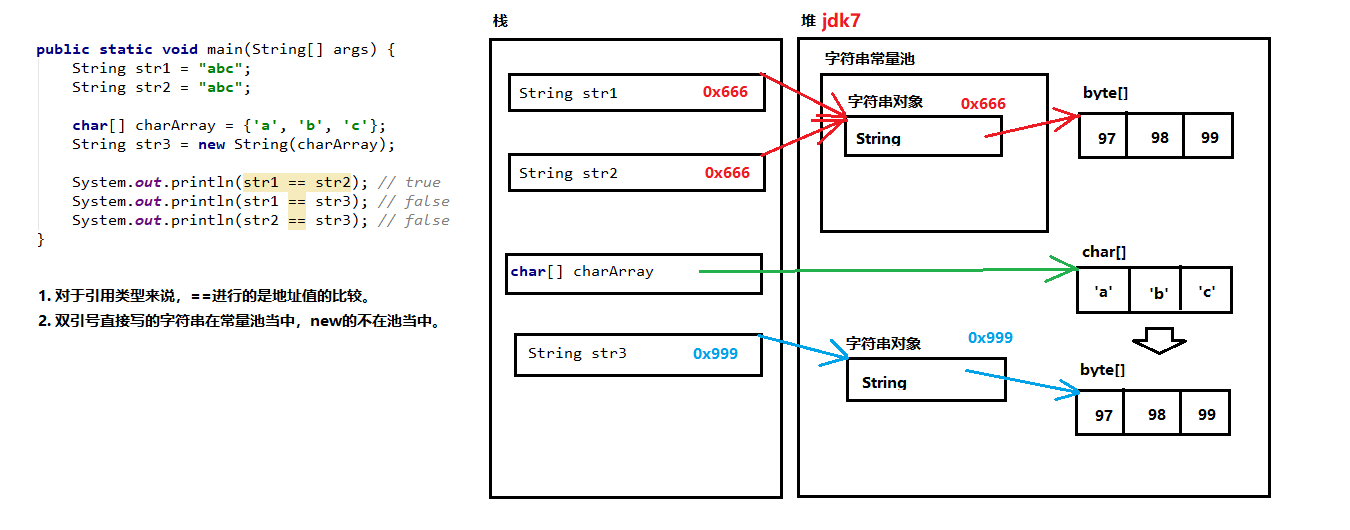 public static void main(String[] args) {
String str1 = "abc";
String str2 = "abc";
char[] charArray = {'a', 'b', 'c'};
String str3 = new String(charArray);
System.out.println(str1 == str2); // true
System.out.println(str1 == str3); // false
System.out.println(str2 == str3); // false
}
1. 对于引用类型来说，==进行的是地址值的比较。
2. 双引号直接写的字符串在常量池当中，new的不在池当中。
栈
String str1 0x666
String str2 0x666
char[] charArray
String str3 0x999
堆 jdk7
字符串常量池
字符串对象 0x666
String
byte[]
97 98 99
char[]
'a' 'b' 'c'
字符串对象 0x999
String
byte[]
97 98 99